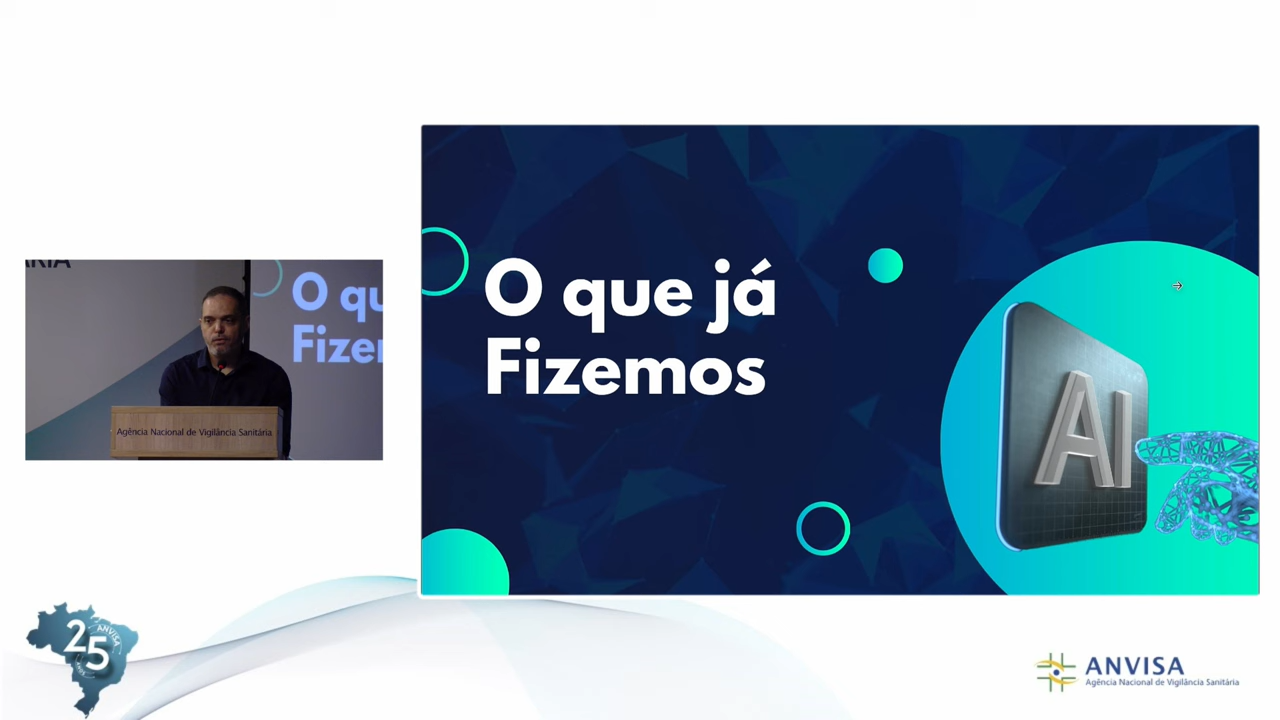 O que já
Fizemos
AI
O qu
Fizem
Agência Nacional de Vigilância Sanitária
25
ANVISA
ANOS
ANVISA
Agência Nacional de Vigilância Sanitária